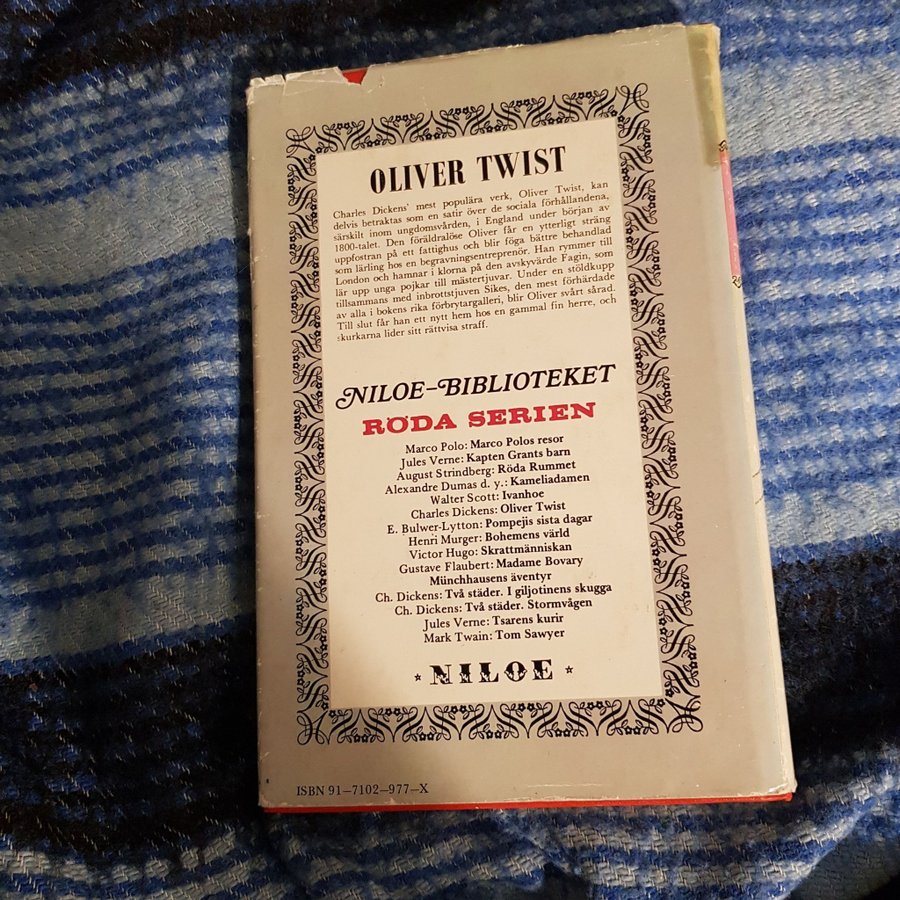 OLIVER TWIST
Charles Dickens' mest populära verk, Oliver Twist, kan
delvis betraktas som en satir över de sociala förhållandena,
särskilt inom ungdomsvården, i England under början av
1800-talet. Den föräldralöse Oliver får en ytterligt sträng
uppfostran på ett fattighus och blir föga bättre behandlad
som lärling hos en begravningsentreprenör. Han rymmer till
London och hamnar i klorna på den avskyvärde Fagin, som
lär upp unga pojkar till mästertjuvar. Under en stöldkupp
tillsammans med inbrottstjuven Sikes, den mest förhärdade
av alla i bokens rika förbrytargalleri, blir Oliver svårt sårad.
Till slut får han ett nytt hem hos en gammal fin herre, och
skurkarna lider sitt rättvisa straff.
NILOE-BIBLIOTEKET
RÖDA SERIEN
Marco Polo: Marco Polos resor
Jules Verne: Kapten Grants barn
August Strindberg: Röda Rummet
Alexandre Dumas d. y.: Kameliadamen
Walter Scott: Ivanhoe
Charles Dickens: Oliver Twist
E. Bulwer-Lytton: Pompejis sista dagar
Henri Murger: Bohemens värld
Victor Hugo: Skrattmänniskan
Gustave Flaubert: Madame Bovary
Münchhausens äventyr
Ch. Dickens: Två städer. I giljotinens skugga
Ch. Dickens: Två städer. Stormvågen
Jules Verne: Tsarens kurir
Mark Twain: Tom Sawyer
* NILOE *
ISBN 91-7102-977-X